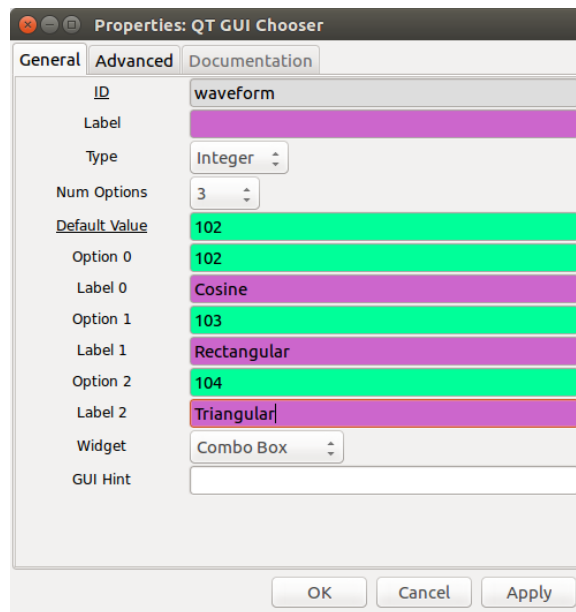 Properties: QT GUI Chooser
General Advanced Documentation
ID waveform
Label
Type Integer
Num Options 3
Default Value 102
Option 0 102
Label 0 Cosine
Option 1 103
Label 1 Rectangular
Option 2 104
Label 2 Triangular
Widget Combo Box
GUI Hint
OK Cancel Apply